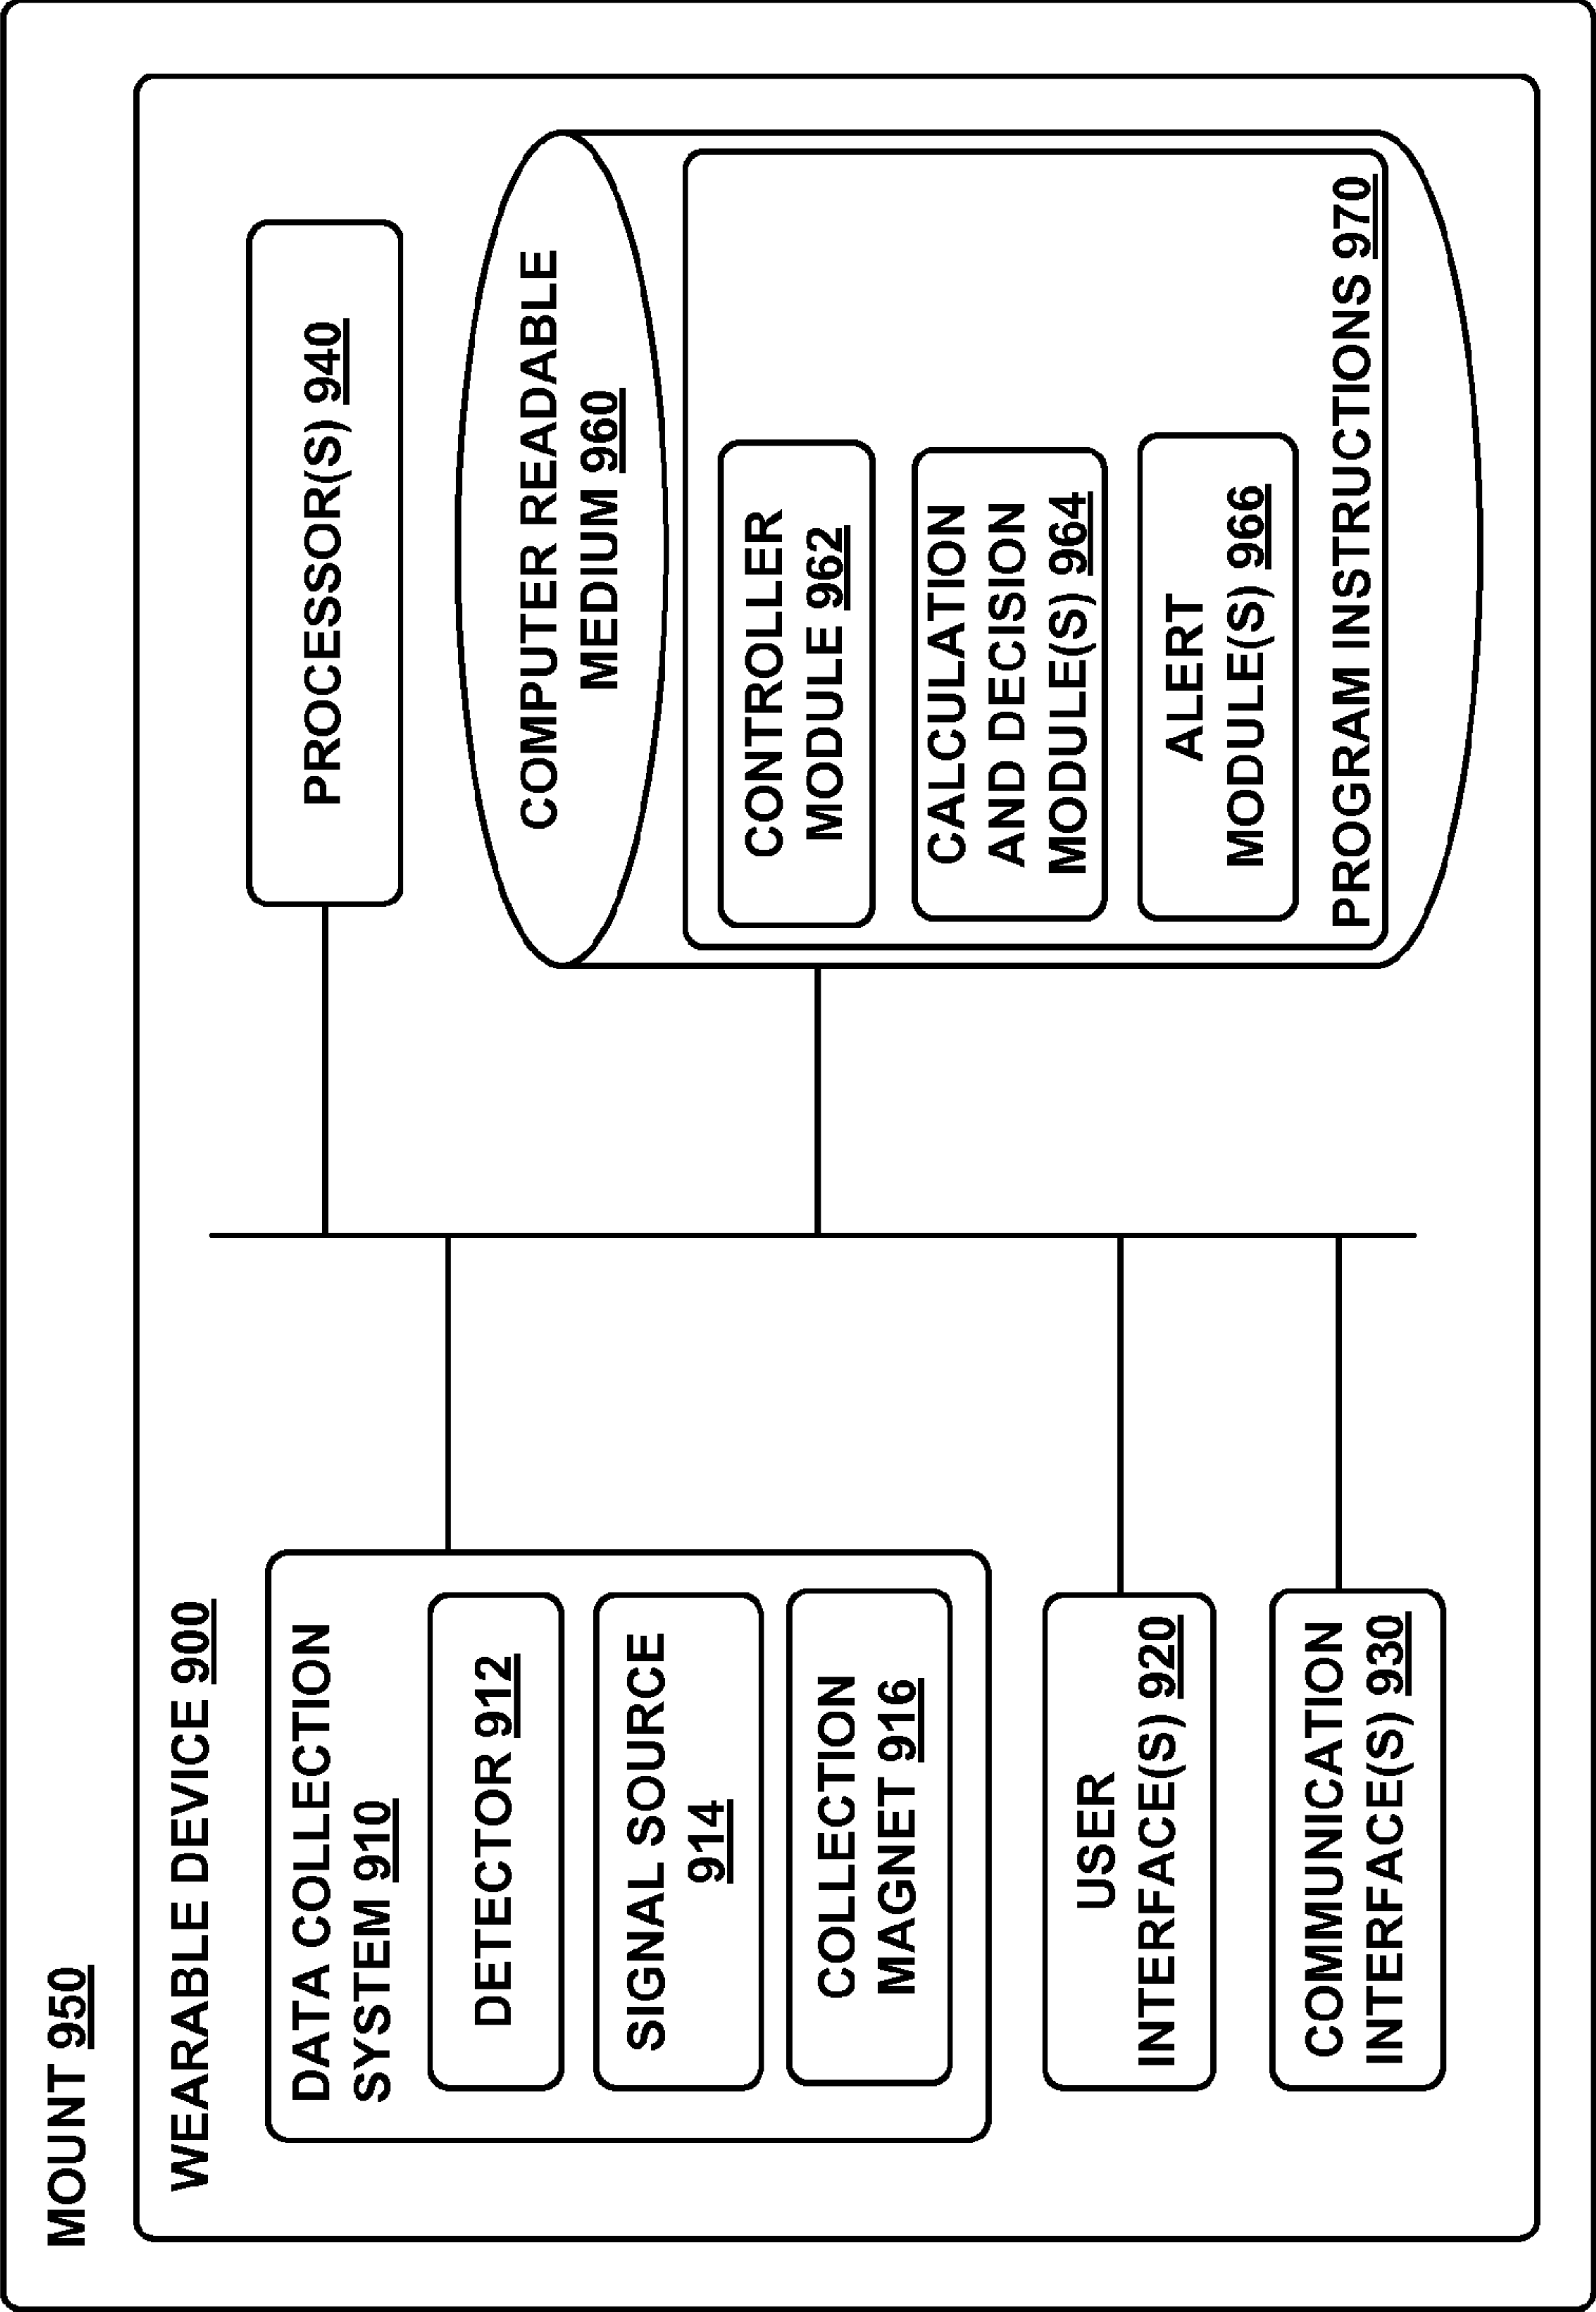 MOUNT 950
WEARABLE DEVICE 900
DATA COLLECTION
SYSTEM 910
DETECTOR 912
SIGNAL SOURCE
914
COLLECTION
MAGNET 916
USER
INTERFACE(S) 920
COMMUNICATION
INTERFACE(S) 930
PROCESSOR(S) 940
COMPUTER READABLE
MEDIUM 960
CONTROLLER
MODULE 962
CALCULATION
AND DECISION
MODULE(S) 964
ALERT
MODULE(S) 966
PROGRAM INSTRUCTIONS 970